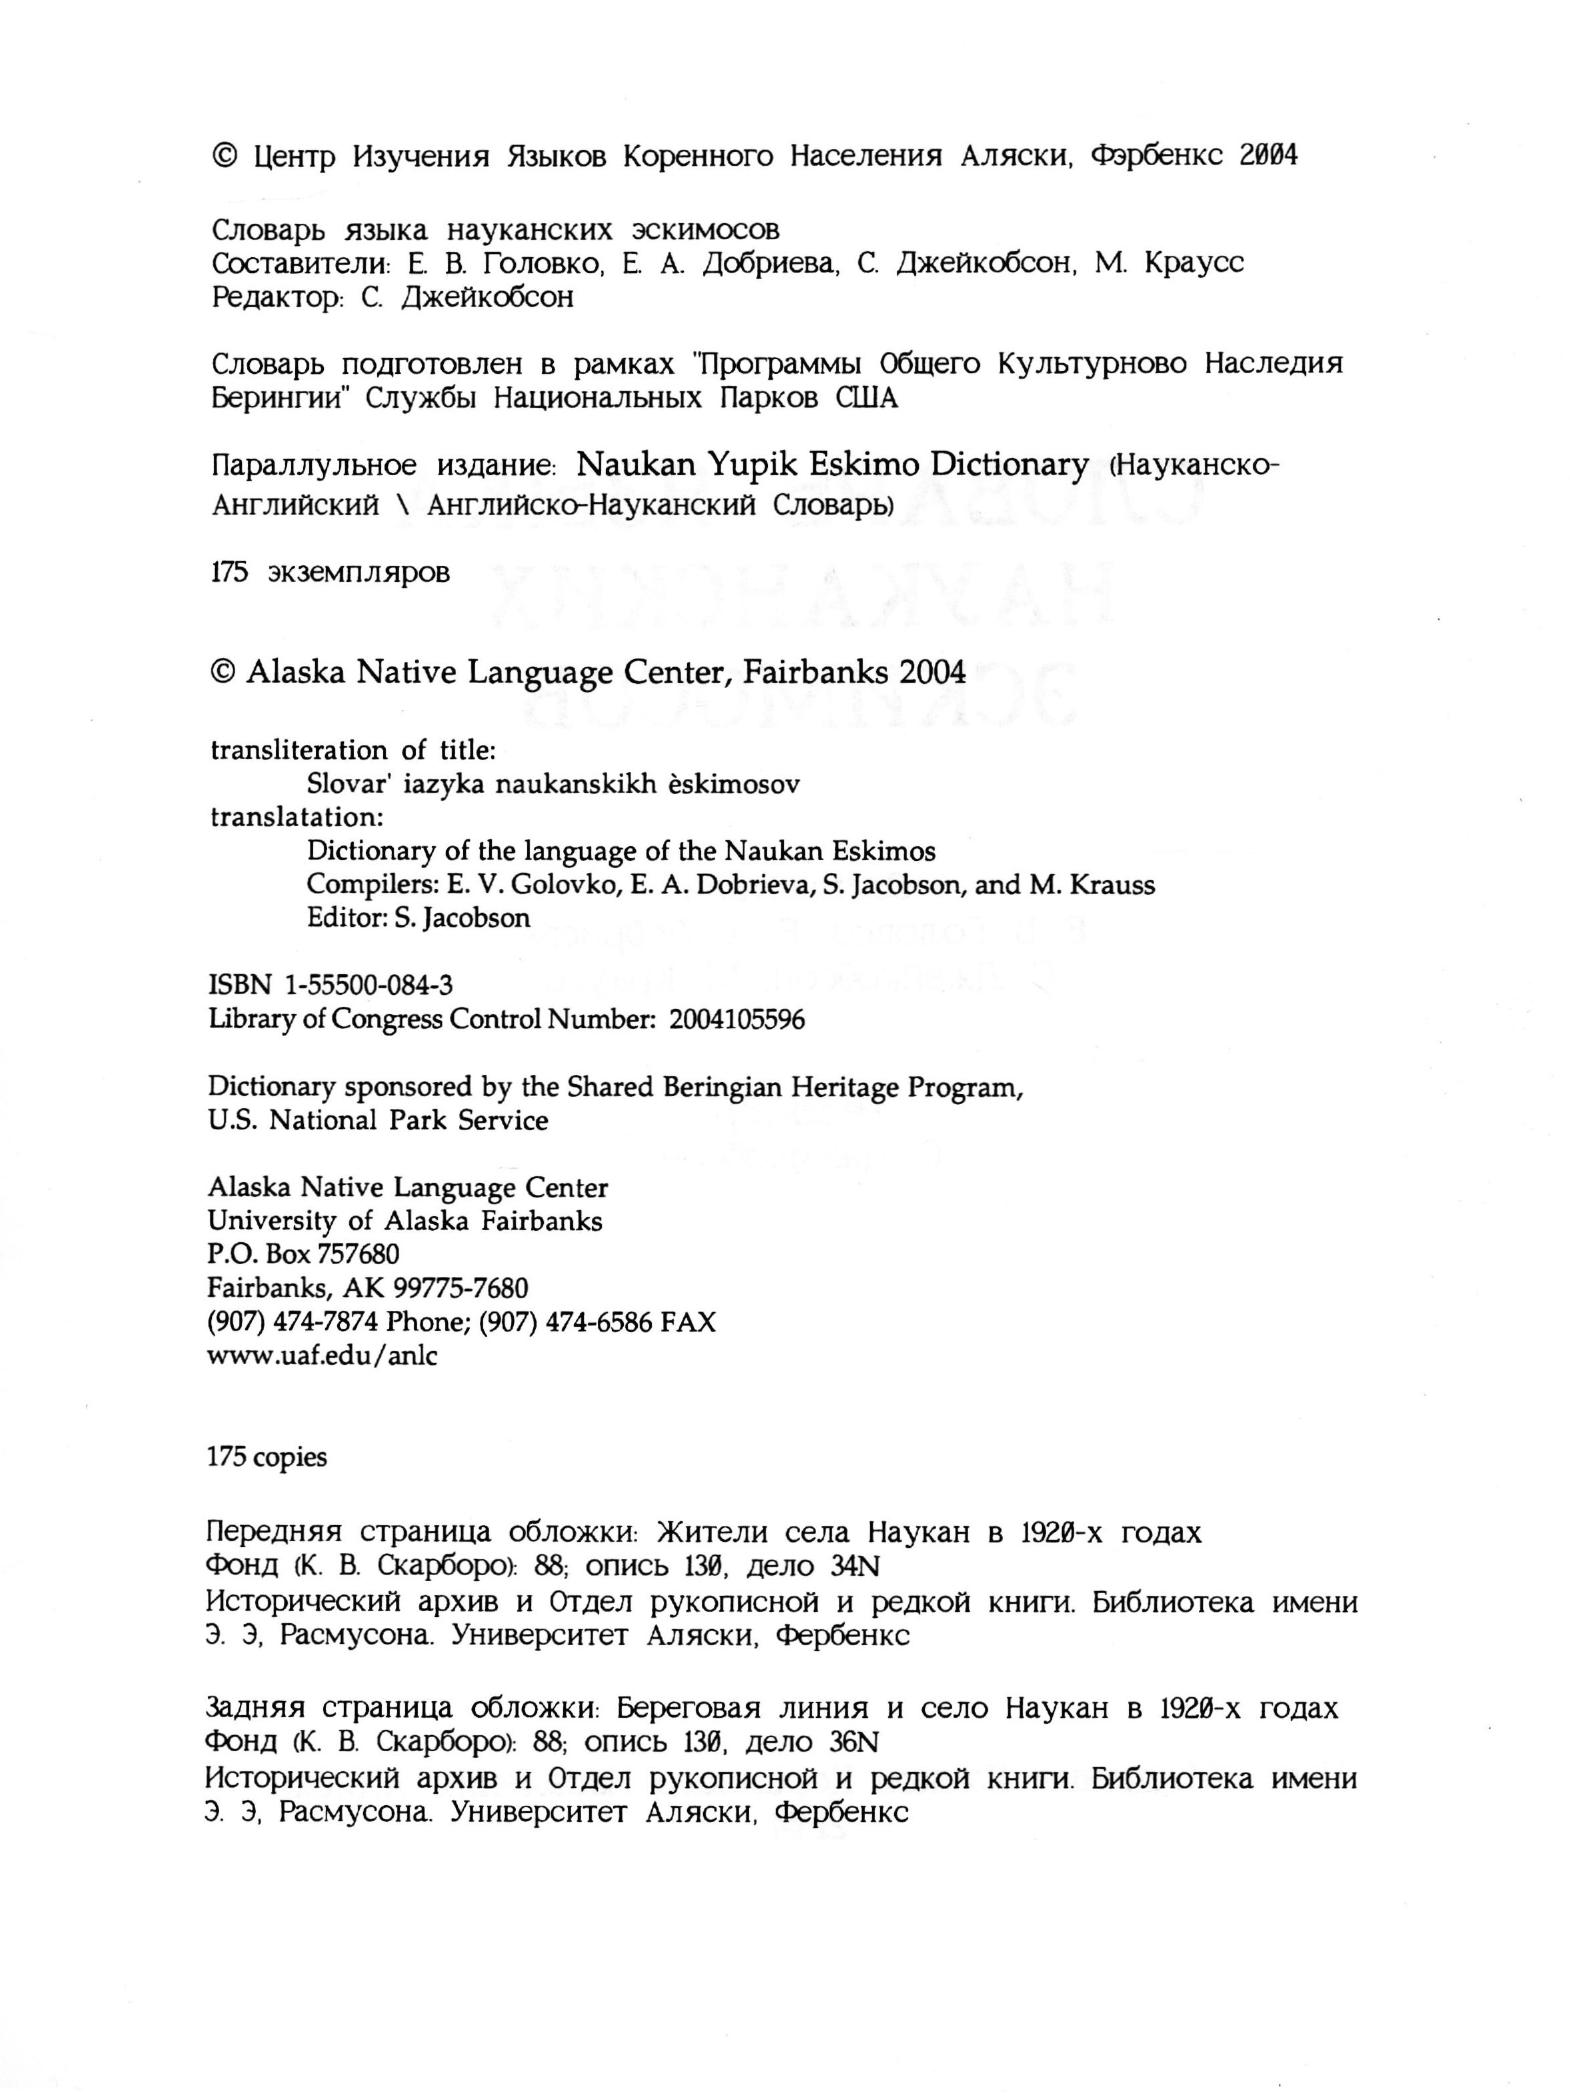 © Центр Изучения Языков Коренного Населения Аляски, Фэрбенкс 2004
Словарь языка науканских эскимосов
Составители: Е. В. Головко, Е. А. Добриева, С. Джейкобсон, М. Краусс
Редактор: С. Джейкобсон
Словарь подготовлен в рамках "Программы Общего Культурново Наследия
Берингии" Службы Национальных Парков США
Параллульное издание: Naukan Yupik Eskimo Dictionary (Науканско-
Английский \ Английско-Науканский Словарь)
175 экземпляров
© Alaska Native Language Center, Fairbanks 2004
transliteration of title:
Slovar' iazyka naukanskikh èskimosov
translatation:
Dictionary of the language of the Naukan Eskimos
Compilers: E. V. Golovko, E. A. Dobrieva, S. Jacobson, and M. Krauss
Editor: S. Jacobson
ISBN 1-55500-084-3
Library of Congress Control Number: 2004105596
Dictionary sponsored by the Shared Beringian Heritage Program,
U.S. National Park Service
Alaska Native Language Center
University of Alaska Fairbanks
P.O. Box 757680
Fairbanks, AK 99775-7680
(907) 474-7874 Phone; (907) 474-6586 FAX
www.uaf.edu/anlc
175 copies
Передняя страница обложки: Жители села Наукан в 1920-х годах
Фонд (К. В. Скарборо): 88; опись 130, дело 34N
Исторический архив и Отдел рукописной и редкой книги. Библиотека имени
Э. Э, Расмусона. Университет Аляски, Фербенкс
Задняя страница обложки: Береговая линия и село Наукан в 1920-х годах
Фонд (К. В. Скарборо): 88; опись 130, дело 36N
Исторический архив и Отдел рукописной и редкой книги. Библиотека имени
Э. Э, Расмусона. Университет Аляски, Фербенкс